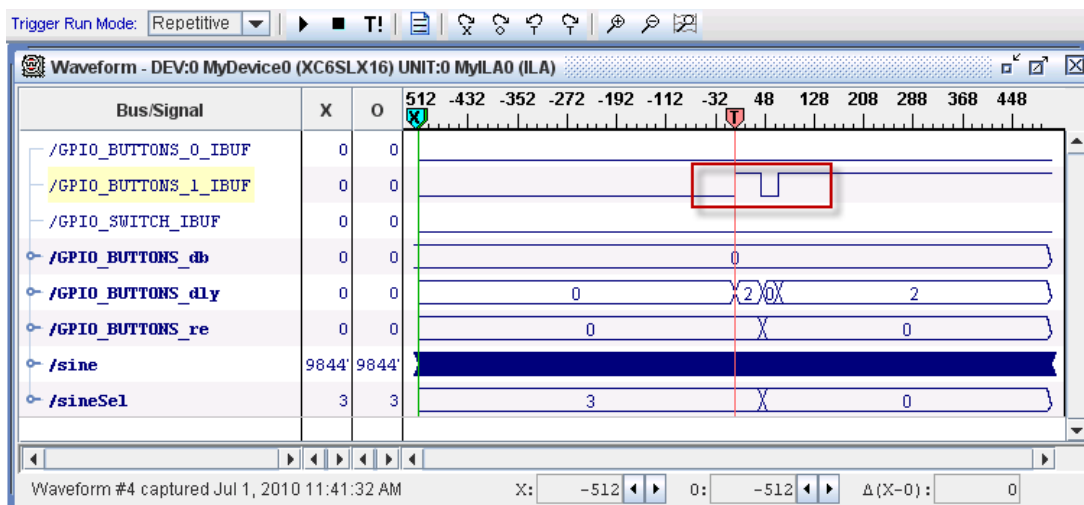 Trigger Run Mode: Repetitive T!
Waveform - DEV:0 MyDevice0 (XC6SLX16) UNIT:0 MyILA0 (ILA)
Bus/Signal X O 512 -432 -352 -272 -192 -112 -32 48 128 208 288 368 448
X T
/GPIO_BUTTONS_0_IBUF 0 0
/GPIO_BUTTONS_1_IBUF 0 0
/GPIO_SWITCH_IBUF 0 0
/GPIO_BUTTONS_db 0 0 0
/GPIO_BUTTONS_dly 0 0 0 2 0 2
/GPIO_BUTTONS_re 0 0 0 0
/sine 9844' 9844'
/sineSel 3 3 3 0
Waveform #4 captured Jul 1, 2010 11:41:32 AM X: -512 O: -512 Δ(X-O): 0